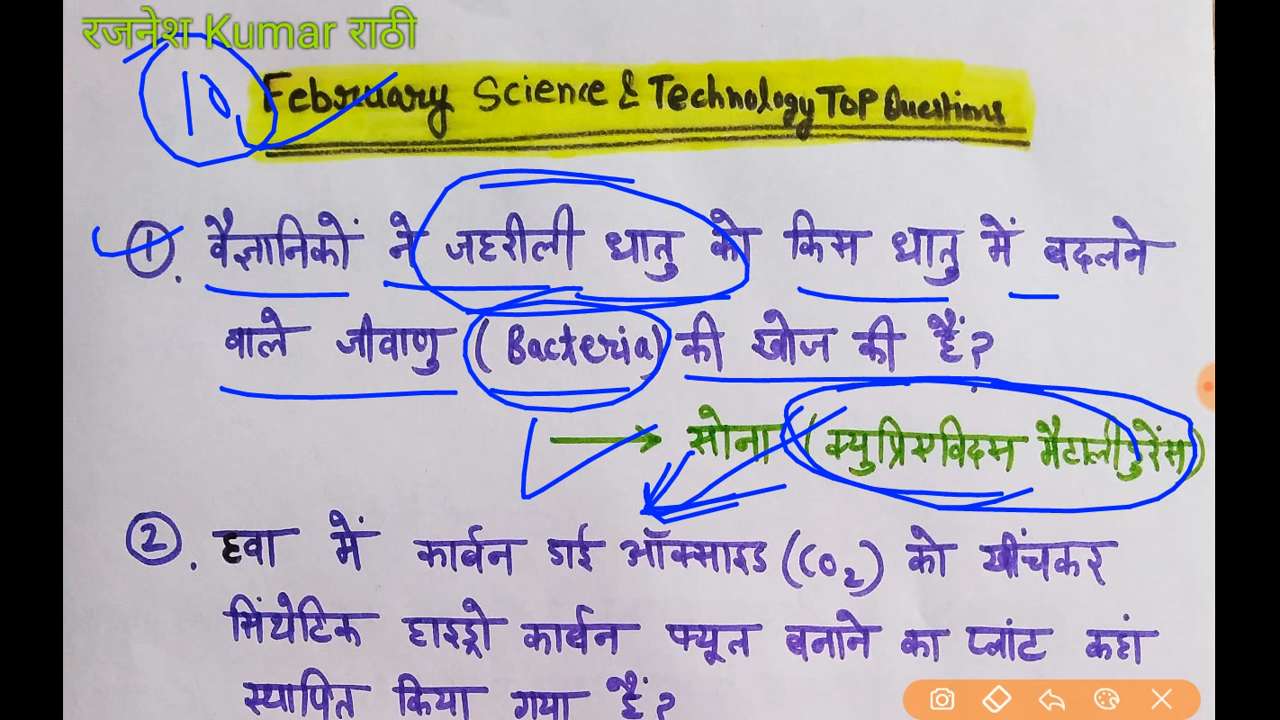 रजनेश Kumar राठी
10, February Science & Technology Top Questions
①. वैज्ञानिकों ने जहरीली धातु को किस धातु में बदलने
वाले जीवाणु (Bacteria) की खोज की हैं?
→ सोना (क्युप्रिएविदस मैटालीदुरेंस)
②. हवा में कार्बन डाई ऑक्साइड (CO₂) को खींचकर
सिंथेटिक हाइड्रो कार्बन फ्यूल बनाने का प्लांट कहां
स्थापित किया गया हैं?